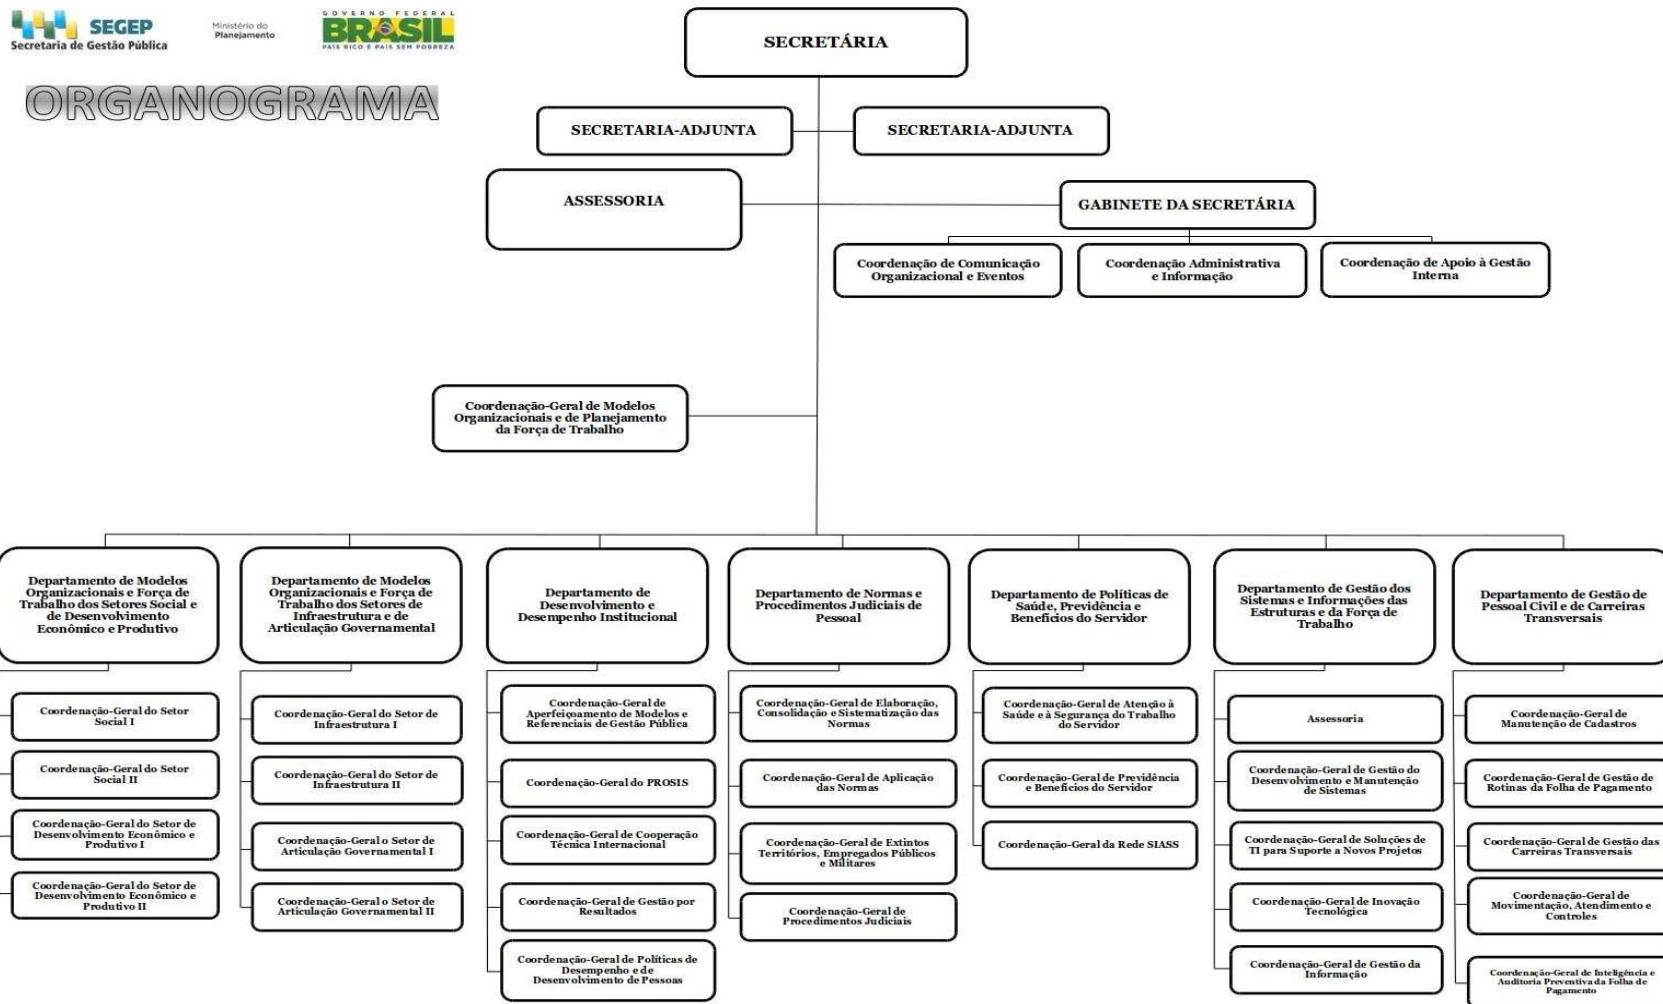 SEGEP
Secretaria de Gestão Pública
Ministério do
Planejamento
GOVERNO FEDERAL
BRASIL
PAÍS RICO É PAÍS SEM POBREZA
ORGANOGRAMA
SECRETÁRIA
SECRETARIA-ADJUNTA
SECRETARIA-ADJUNTA
ASSESSORIA
GABINETE DA SECRETÁRIA
Coordenação de Comunicação
Organizacional e Eventos
Coordenação Administrativa
e Informação
Coordenação de Apoio à Gestão
Interna
Coordenação-Geral de Modelos
Organizacionais e de Planejamento
da Força de Trabalho
Departamento de Modelos
Organizacionais e Força de
Trabalho dos Setores Social e
de Desenvolvimento
Econômico e Produtivo
Coordenação-Geral do Setor
Social I
Coordenação-Geral do Setor
Social II
Coordenação-Geral do Setor de
Desenvolvimento Econômico e
Produtivo I
Coordenação-Geral do Setor de
Desenvolvimento Econômico e
Produtivo II
Departamento de Modelos
Organizacionais e Força de
Trabalho dos Setores de
Infraestrutura e de
Articulação Governamental
Coordenação-Geral do Setor de
Infraestrutura I
Coordenação-Geral do Setor de
Infraestrutura II
Coordenação-Geral o Setor de
Articulação Governamental I
Coordenação-Geral o Setor de
Articulação Governamental II
Departamento de
Desenvolvimento e
Desempenho Institucional
Coordenação-Geral de
Aperfeiçoamento de Modelos e
Referenciais de Gestão Pública
Coordenação-Geral do PROSIS
Coordenação-Geral de Cooperação
Técnica Internacional
Coordenação-Geral de Gestão por
Resultados
Coordenação-Geral de Políticas de
Desempenho e de
Desenvolvimento de Pessoas
Departamento de Normas e
Procedimentos Judiciais de
Pessoal
Coordenação-Geral de Elaboração,
Consolidação e Sistematização das
Normas
Coordenação-Geral de Aplicação
das Normas
Coordenação-Geral de Extintos
Territórios, Empregados Públicos
e Militares
Coordenação-Geral de
Procedimentos Judiciais
Departamento de Políticas de
Saúde, Previdência e
Benefícios do Servidor
Coordenação-Geral de Atenção à
Saúde e à Segurança do Trabalho
do Servidor
Coordenação-Geral de Previdência
e Benefícios do Servidor
Coordenação-Geral da Rede SIASS
Departamento de Gestão dos
Sistemas e Informações das
Estruturas e da Força de
Trabalho
Assessoria
Coordenação-Geral de Gestão do
Desenvolvimento e Manutenção
de Sistemas
Coordenação-Geral de Soluções de
TI para Suporte a Novos Projetos
Coordenação-Geral de Inovação
Tecnológica
Coordenação-Geral de Gestão da
Informação
Departamento de Gestão de
Pessoal Civil e de Carreiras
Transversais
Coordenação-Geral de
Manutenção de Cadastros
Coordenação-Geral de Gestão de
Rotinas da Folha de Pagamento
Coordenação-Geral de Gestão das
Carreiras Transversais
Coordenação-Geral de
Movimentação, Atendimento e
Controles
Coordenação-Geral de Inteligência e
Auditoria Preventiva da Folha de
Pagamento